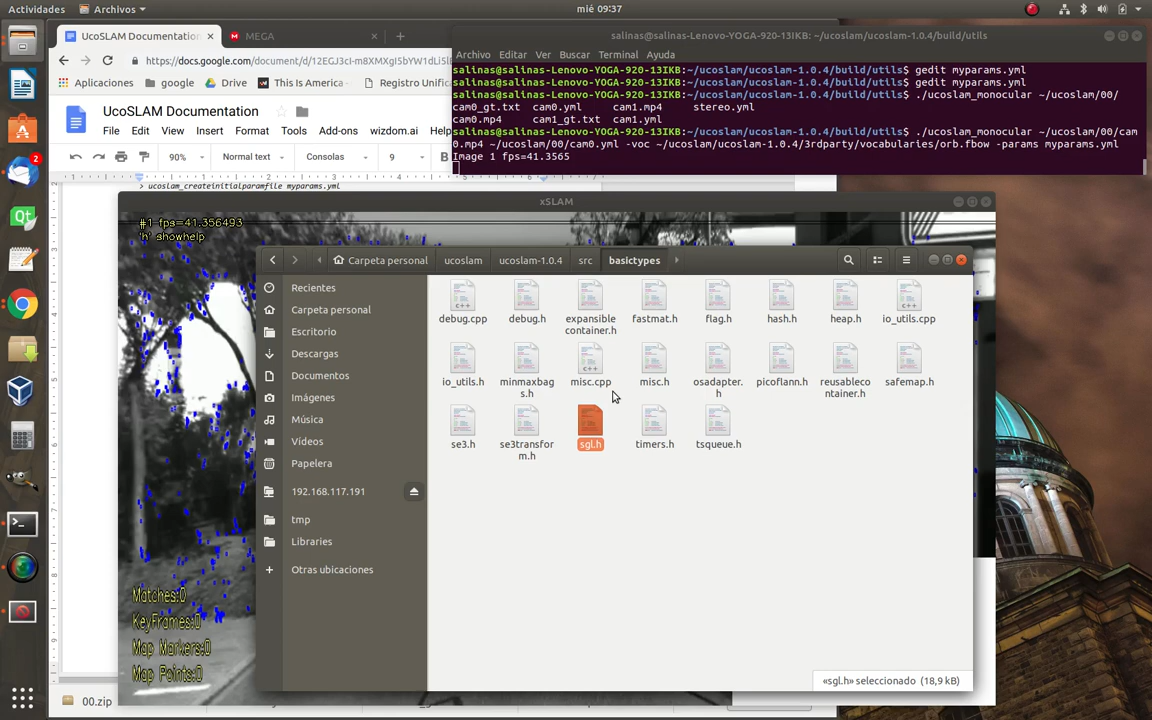 Actividades
Archivos
mié 09:37
UcoSLAM Documentation
MEGA
https://docs.google.com/document/d/12EGJ3cI-m8XMXgI5bYW1dLI5lE
Aplicaciones
google
Drive
This Is America
Registro Unific
UcoSLAM Documentation
File Edit View Insert Format Tools Add-ons wizdom.ai Help
90% Normal text Consolas 9 B
> ucoslam_createinitialparamfile myparams.yml
salinas@salinas-Lenovo-YOGA-920-13IKB: ~/ucoslam/ucoslam-1.0.4/build/utils
Archivo Editar Ver Buscar Terminal Ayuda
salinas@salinas-Lenovo-YOGA-920-13IKB:~/ucoslam/ucoslam-1.0.4/build/utils$ gedit myparams.yml
salinas@salinas-Lenovo-YOGA-920-13IKB:~/ucoslam/ucoslam-1.0.4/build/utils$ gedit myparams.yml
salinas@salinas-Lenovo-YOGA-920-13IKB:~/ucoslam/ucoslam-1.0.4/build/utils$ ./ucoslam_monocular ~/ucoslam/00/
cam0_gt.txt cam0.yml cam1.mp4 stereo.yml
cam0.mp4 cam1_gt.txt cam1.yml
salinas@salinas-Lenovo-YOGA-920-13IKB:~/ucoslam/ucoslam-1.0.4/build/utils$ ./ucoslam_monocular ~/ucoslam/00/cam
0.mp4 ~/ucoslam/00/cam0.yml -voc ~/ucoslam/ucoslam-1.0.4/3rdparty/vocabularies/orb.fbow -params myparams.yml
Image 1 fps=41.3565
xSLAM
#1 fps=41.356493
'h' showhelp
Matches:0
KeyFrames:0
Map Markers:0
Map Points:0
Carpeta personal
ucoslam
ucoslam-1.0.4
src
basictypes
Recientes
Carpeta personal
Escritorio
Descargas
Documentos
Imágenes
Música
Vídeos
Papelera
192.168.117.191
tmp
Libraries
Otras ubicaciones
debug.cpp
debug.h
expansible
container.h
fastmat.h
flag.h
hash.h
heap.h
io_utils.cpp
io_utils.h
minmaxbag
s.h
misc.cpp
misc.h
osadapter.
h
picoflann.h
reusableco
ntainer.h
safemap.h
se3.h
se3transfor
m.h
sgl.h
timers.h
tsqueue.h
«sgl.h» seleccionado (18,9 kB)
00.zip
2